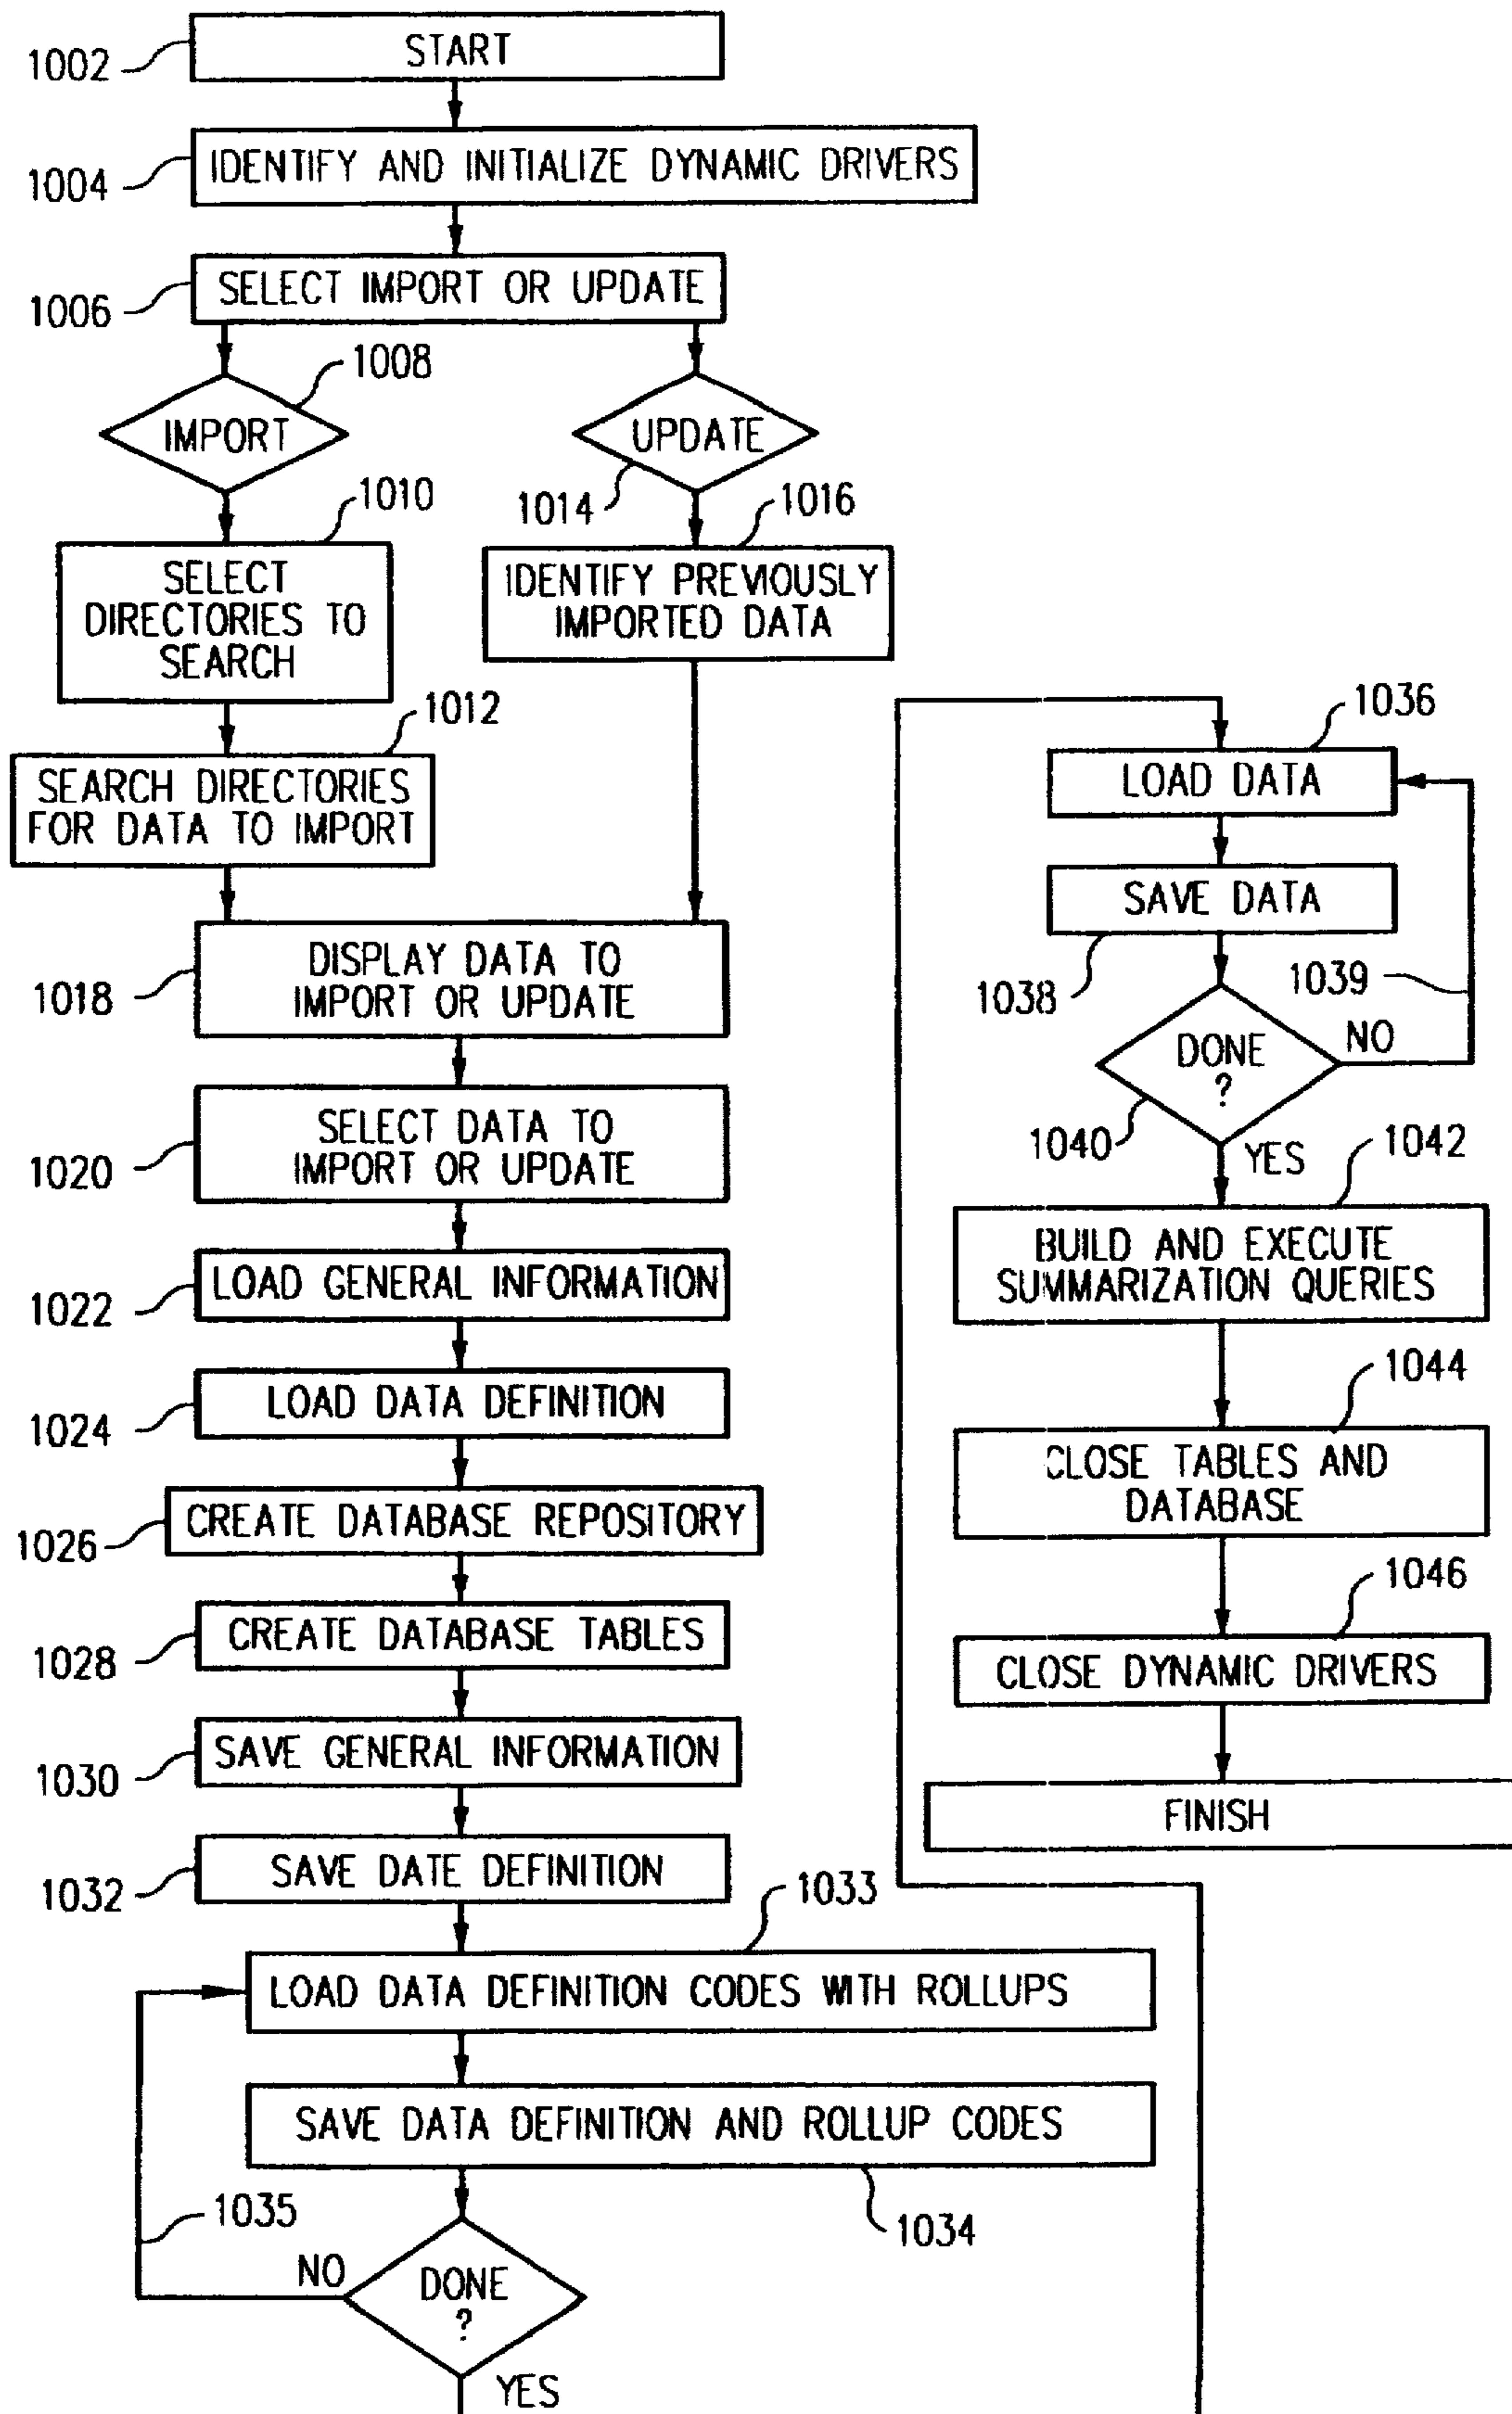 1002
START
1004
IDENTIFY AND INITIALIZE DYNAMIC DRIVERS
1006
SELECT IMPORT OR UPDATE
1008
IMPORT
UPDATE
1014
1010
SELECT
DIRECTORIES TO
SEARCH
1016
IDENTIFY PREVIOUSLY
IMPORTED DATA
1012
SEARCH DIRECTORIES
FOR DATA TO IMPORT
1018
DISPLAY DATA TO
IMPORT OR UPDATE
1020
SELECT DATA TO
IMPORT OR UPDATE
1022
LOAD GENERAL INFORMATION
1024
LOAD DATA DEFINITION
1026
CREATE DATABASE REPOSITORY
1028
CREATE DATABASE TABLES
1030
SAVE GENERAL INFORMATION
1032
SAVE DATE DEFINITION
1033
LOAD DATA DEFINITION CODES WITH ROLLUPS
SAVE DATA DEFINITION AND ROLLUP CODES
1034
1035
NO
DONE
?
YES
1036
LOAD DATA
SAVE DATA
1038
1039
DONE
?
NO
1040
YES
1042
BUILD AND EXECUTE
SUMMARIZATION QUERIES
1044
CLOSE TABLES AND
DATABASE
1046
CLOSE DYNAMIC DRIVERS
FINISH